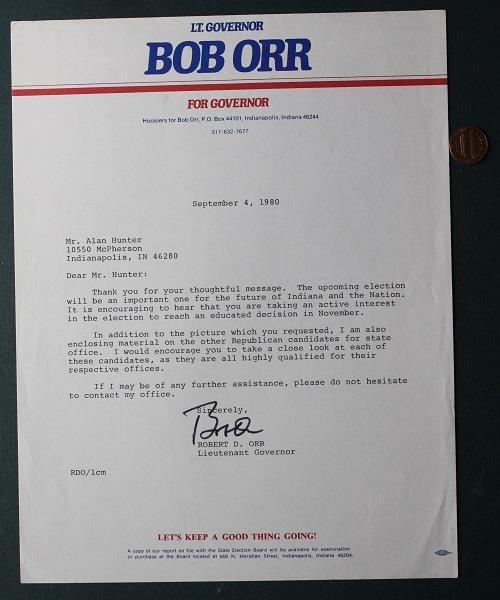 LT. GOVERNOR
BOB ORR
FOR GOVERNOR
Hoosiers for Bob Orr, P.O. Box 44101, Indianapolis, Indiana 46244
317-632-7677
September 4, 1980
Mr. Alan Hunter
10550 McPherson
Indianapolis, IN 46280
Dear Mr. Hunter:
Thank you for your thoughtful message. The upcoming election
will be an important one for the future of Indiana and the Nation.
It is encouraging to hear that you are taking an active interest
in the election to reach an educated decision in November.
In addition to the picture which you requested, I am also
enclosing material on the other Republican candidates for state
office. I would encourage you to take a close look at each of
these candidates, as they are all highly qualified for their
respective offices.
If I may be of any further assistance, please do not hesitate
to contact my office.
Sincerely,
Bob
ROBERT D. ORR
Lieutenant Governor
RDO/lcm
LET'S KEEP A GOOD THING GOING!
A copy of our report on file with the State Election Board will be available for examination
or purchase at the Board located at 640 N. Meridian Street, Indianapolis, Indiana 46204.